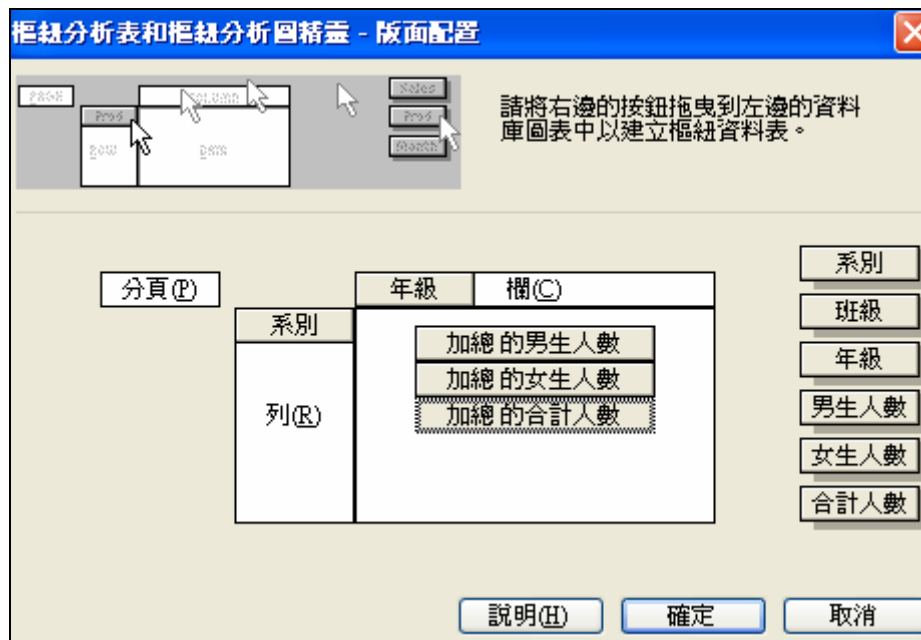 樞紐分析表和樞紐分析圖精靈 - 版面配置
Sales
Prod
Prod
Month
請將右邊的按鈕拖曳到左邊的資料
庫圖表中以建立樞紐資料表。
分頁(P)
年級
欄(C)
系別
列(R)
加總 的男生人數
加總 的女生人數
加總 的合計人數
系別
班級
年級
男生人數
女生人數
合計人數
說明(H)
確定
取消